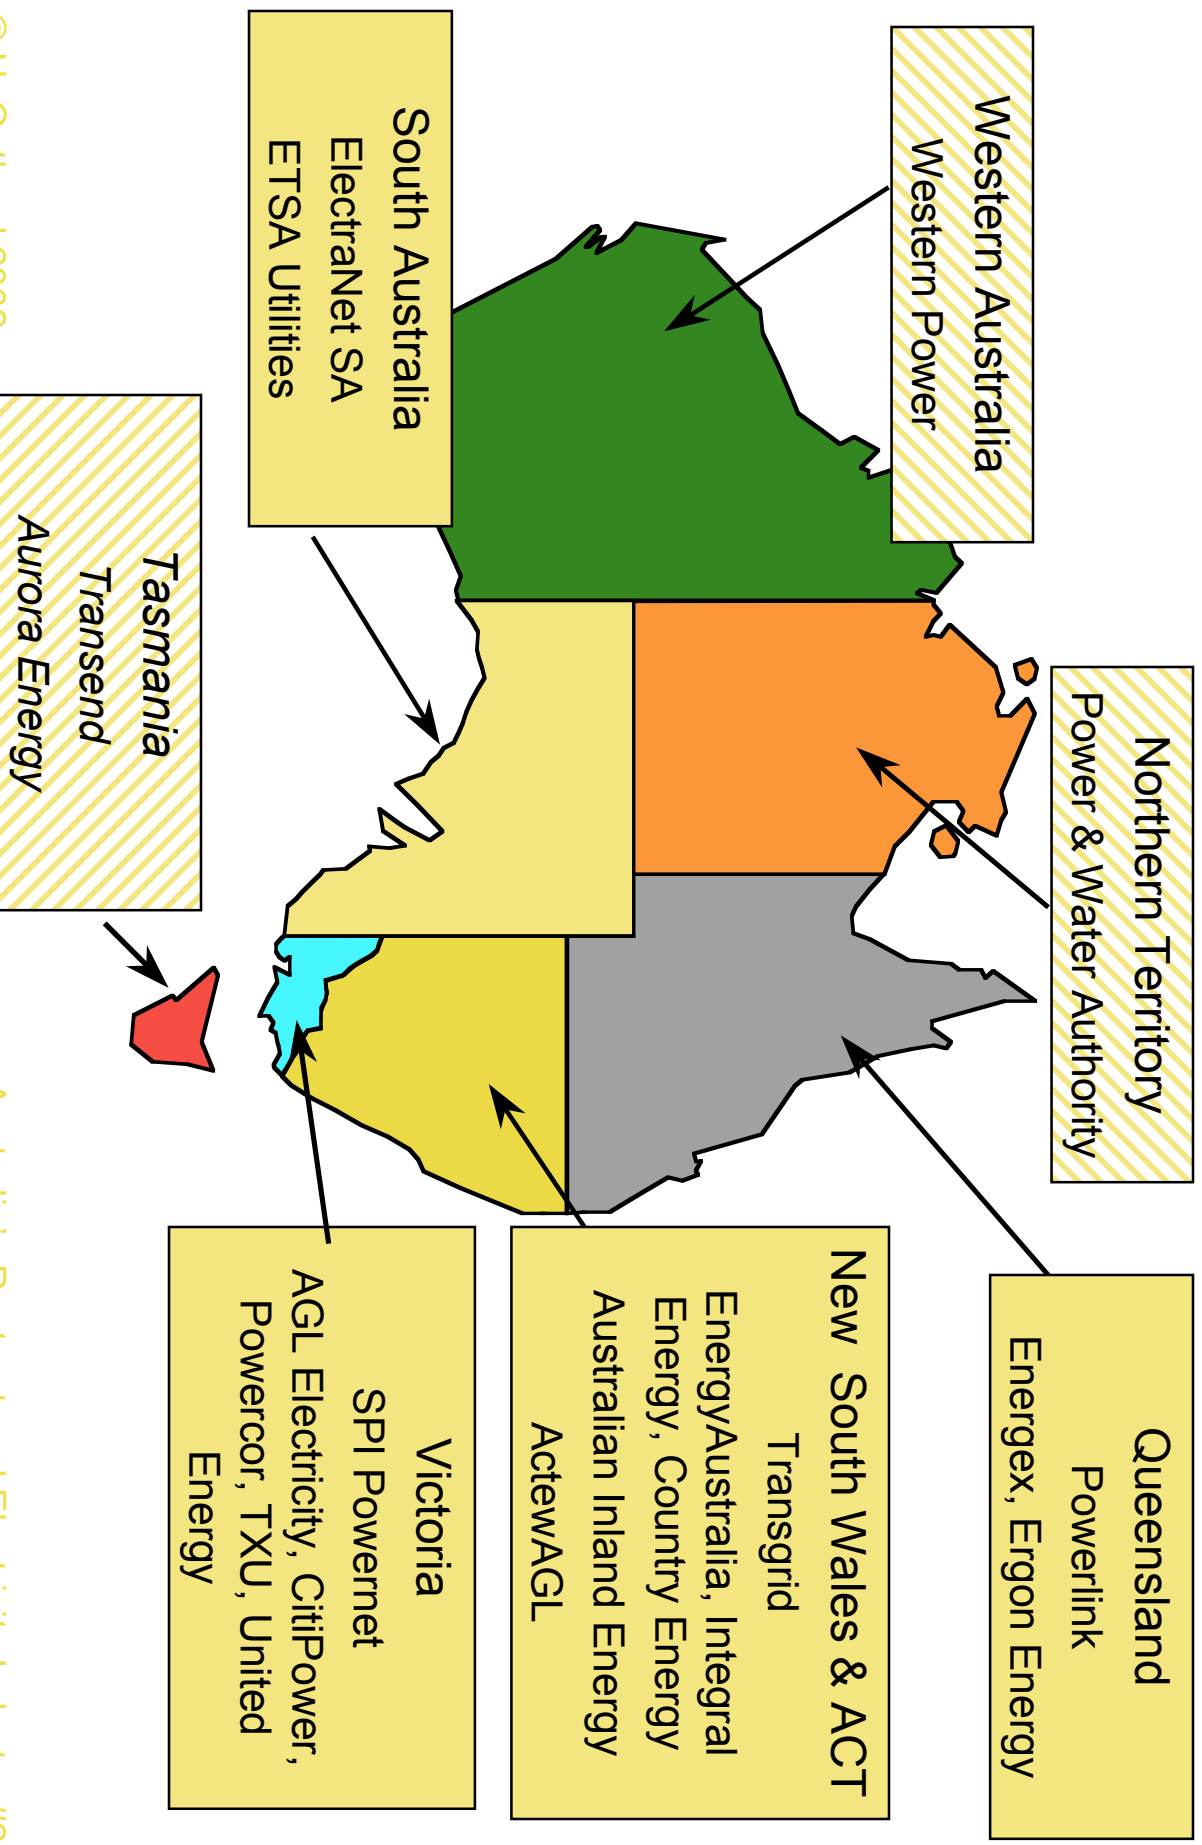 Western Australia
Western Power
Northern Territory
Power & Water Authority
Queensland
Powerlink
Energex, Ergon Energy
New South Wales & ACT
Transgrid
EnergyAustralia, Integral
Energy, Country Energy
Australian Inland Energy
ActewAGL
Victoria
SPI Powernet
AGL Electricity, CitiPower,
Powercor, TXU, United
Energy
South Australia
ElectraNet SA
ETSA Utilities
Tasmania
Transend
Aurora Energy